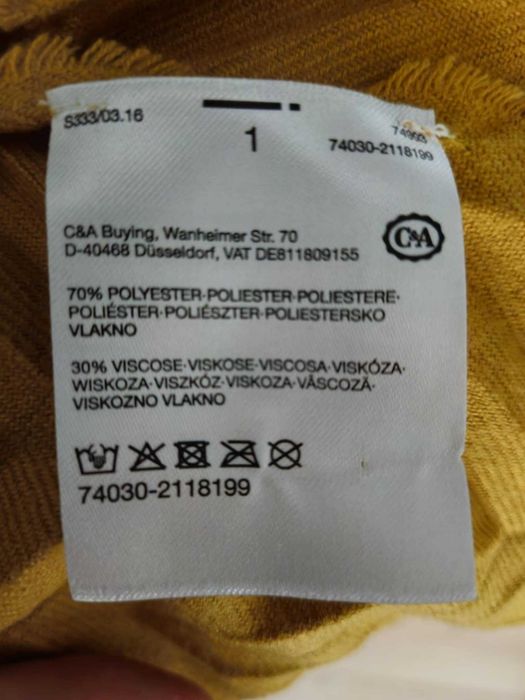 S333/03.16
1
74993
74030-2118199
C&A Buying, Wanheimer Str. 70
D-40468 Düsseldorf, VAT DE811809155
C&A
70% POLYESTER·POLIESTER·POLIESTERE·
POLIÉSTER·POLIÉSZTER·POLIESTERSKO
VLAKNO
30% VISCOSE·VISKOSE·VISCOSA·VISKÓZA·
WISKOZA·VISZKÓZ·VISKOZA·VÂSCOZĂ·
VISKOZNO VLAKNO
74030-2118199